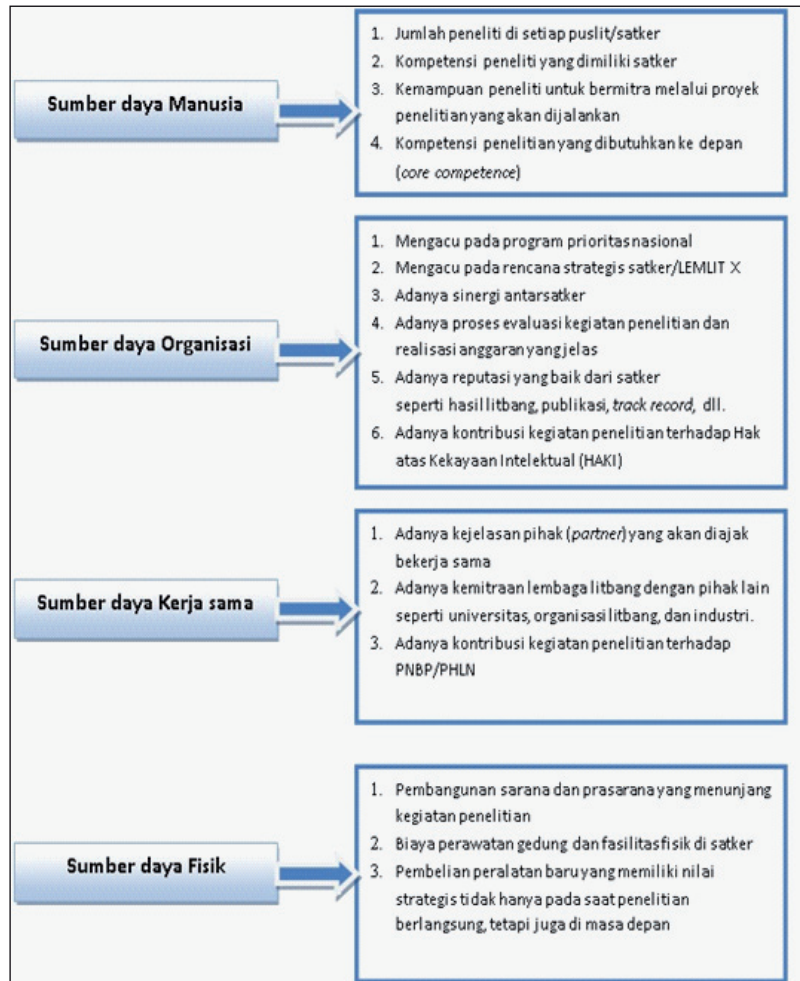 Sumber daya Manusia
1. Jumlah peneliti di setiap puslit/satker
2. Kompetensi peneliti yang dimiliki satker
3. Kemampuan peneliti untuk bermitra melalui proyek
penelitian yang akan dijalankan
4. Kompetensi penelitian yang dibutuhkan ke depan
(core competence)
Sumber daya Organisasi
1. Mengacu pada program prioritas nasional
2. Mengacu pada rencana strategis satker/LEMLIT X
3. Adanya sinergi antarsatker
4. Adanya proses evaluasi kegiatan penelitian dan
realisasi anggaran yang jelas
5. Adanya reputasi yang baik dari satker
seperti hasil litbang, publikasi, track record, dll.
6. Adanya kontribusi kegiatan penelitian terhadap Hak
atas Kekayaan Intelektual (HAKI)
Sumber daya Kerja sama
1. Adanya kejelasan pihak (partner) yang akan diajak
bekerja sama
2. Adanya kemitraan lembaga litbang dengan pihak lain
seperti universitas, organisasi litbang, dan industri.
3. Adanya kontribusi kegiatan penelitian terhadap
PNBP/PHLN
Sumber daya Fisik
1. Pembangunan sarana dan prasarana yang menunjang
kegiatan penelitian
2. Biaya perawatan gedung dan fasilitas fisik di satker
3. Pembelian peralatan baru yang memiliki nilai
strategis tidak hanya pada saat penelitian
berlangsung, tetapi juga di masa depan